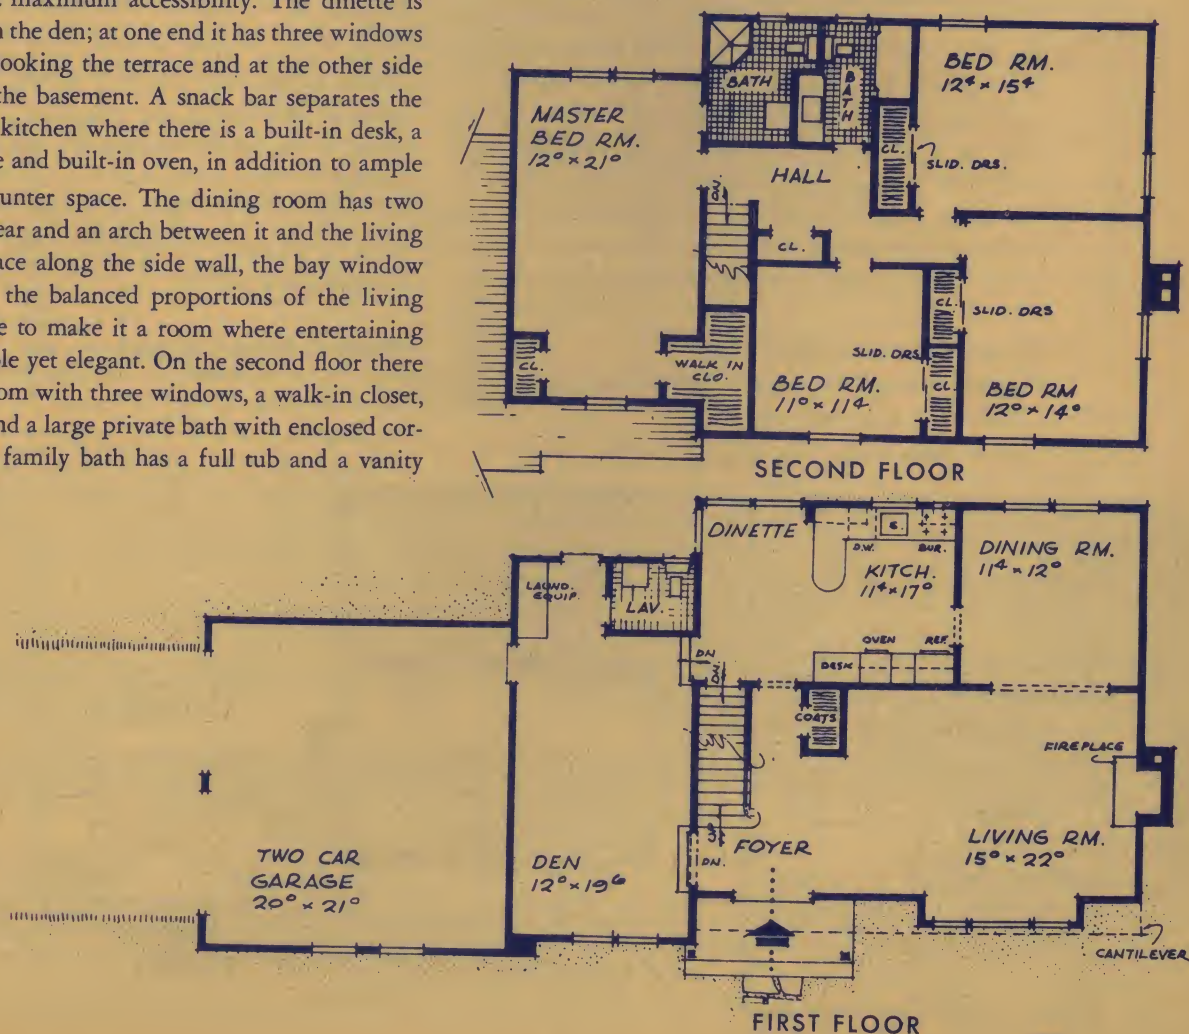 maximum accessibility. The dinette is
the den; at one end it has three windows
ooking the terrace and at the other side
the basement. A snack bar separates the
kitchen where there is a built-in desk, a
e and built-in oven, in addition to ample
unter space. The dining room has two
ear and an arch between it and the living
ace along the side wall, the bay window
the balanced proportions of the living
e to make it a room where entertaining
ble yet elegant. On the second floor there
om with three windows, a walk-in closet,
nd a large private bath with enclosed cor-
family bath has a full tub and a vanity
BATH
BATH
BED RM.
12⁴ x 15⁴
MASTER
BED RM.
12⁰ x 21⁰
CL.
SLID. DRS.
HALL
DN
CL.
CL.
SLID. DRS
SLID. DRS.
CL.
WALK IN
CLO.
CL.
BED RM.
11⁰ x 11⁴
BED RM
12⁰ x 14⁰
SECOND FLOOR
DINETTE
S.
D.W.
BUR.
KITCH.
11⁴ x 17⁰
DINING RM.
11⁴ x 12⁰
LAUND.
EQUIP.
LAV.
OVEN
REF.
DESK
DN
DN
COATS
FIREPLACE
UP
DN.
FOYER
LIVING RM.
15⁰ x 22⁰
TWO CAR
GARAGE
20⁰ x 21⁰
DEN
12⁰ x 19⁶
CANTILEVER
FIRST FLOOR